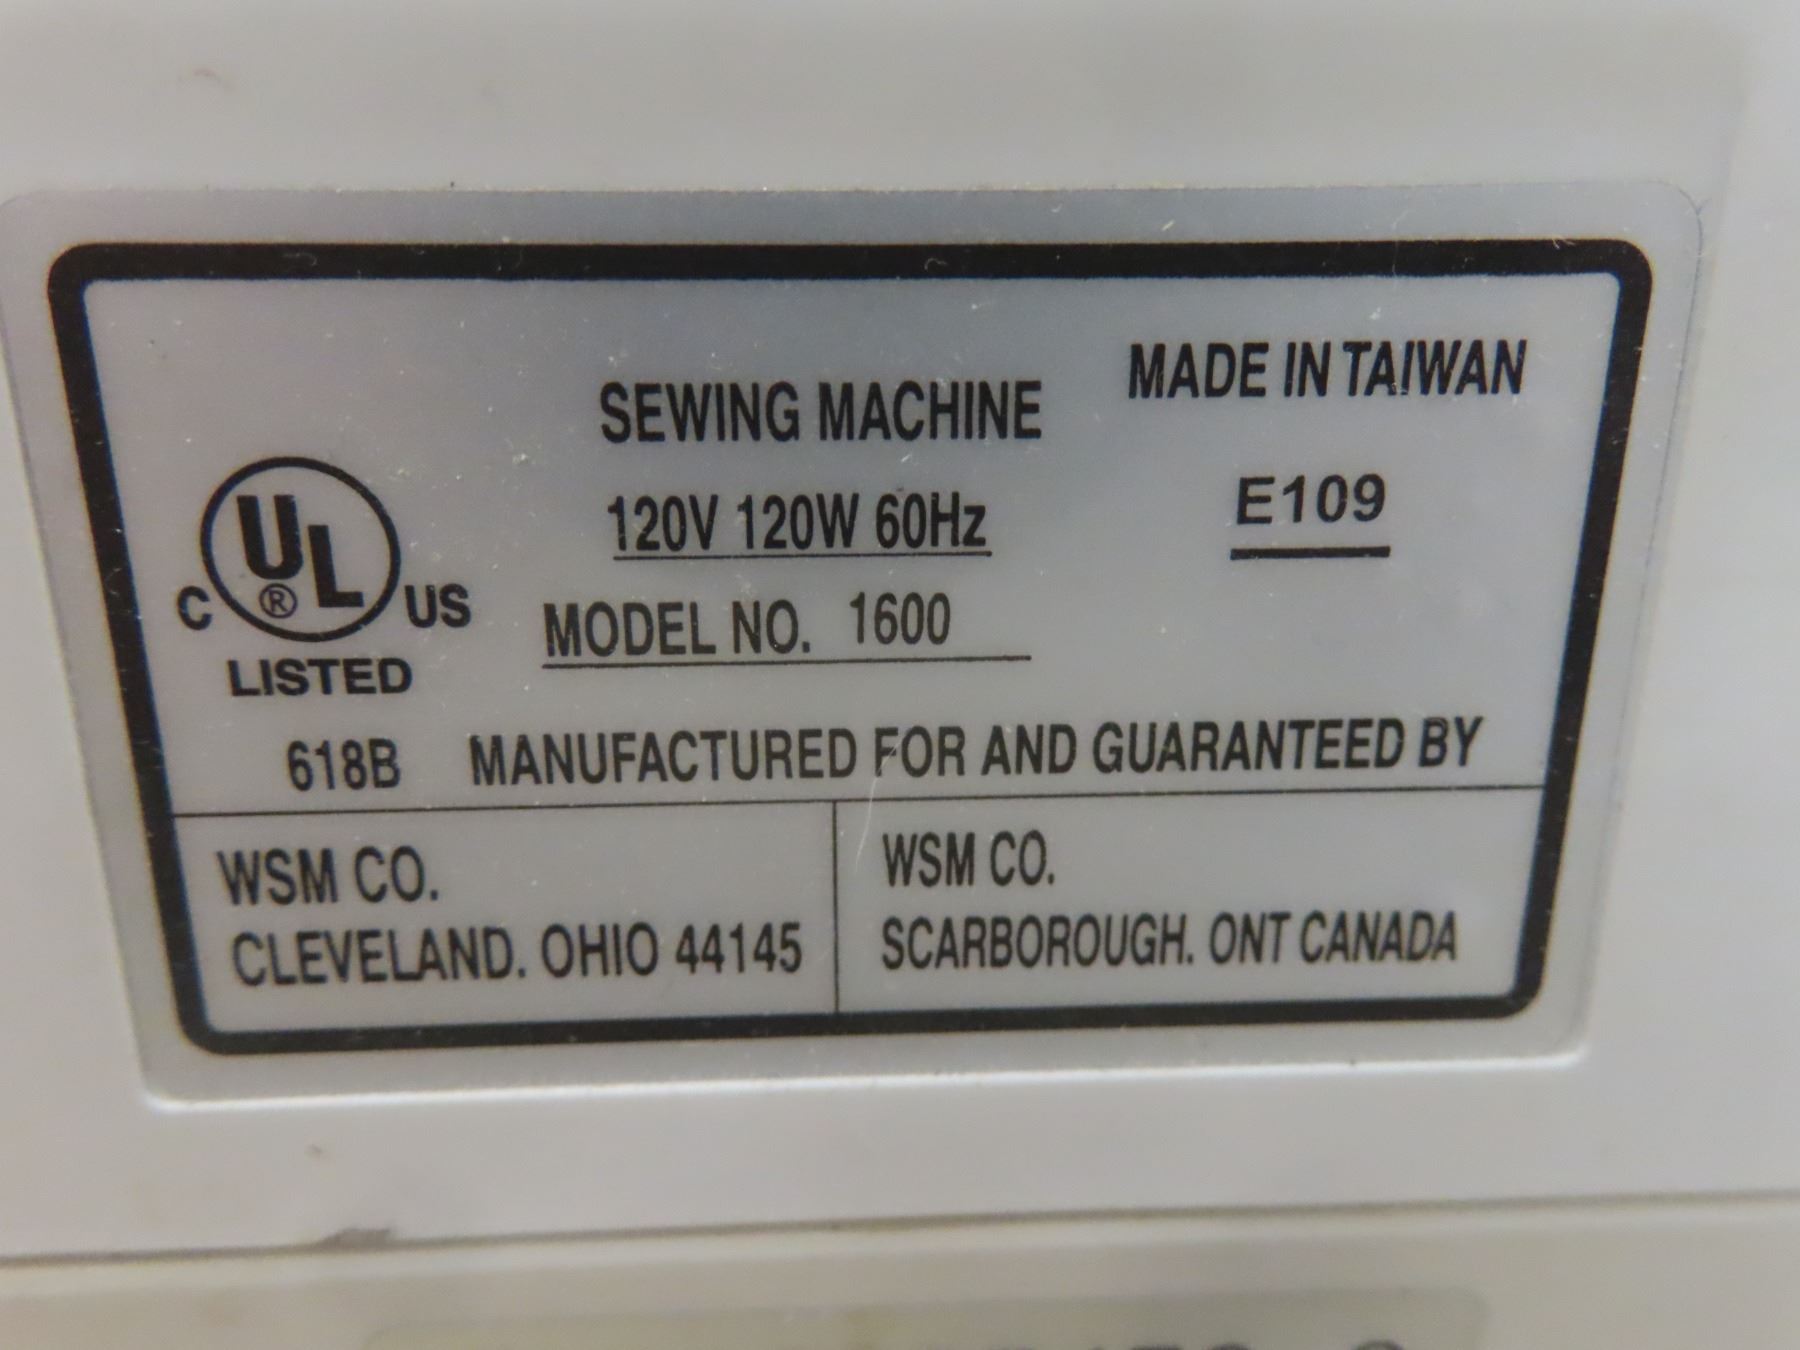 SEWING MACHINE
MADE IN TAIWAN
120V 120W 60Hz
E109
C UL ® US
LISTED
MODEL NO. 1600
618B MANUFACTURED FOR AND GUARANTEED BY
WSM CO.
CLEVELAND. OHIO 44145
WSM CO.
SCARBOROUGH. ONT CANADA